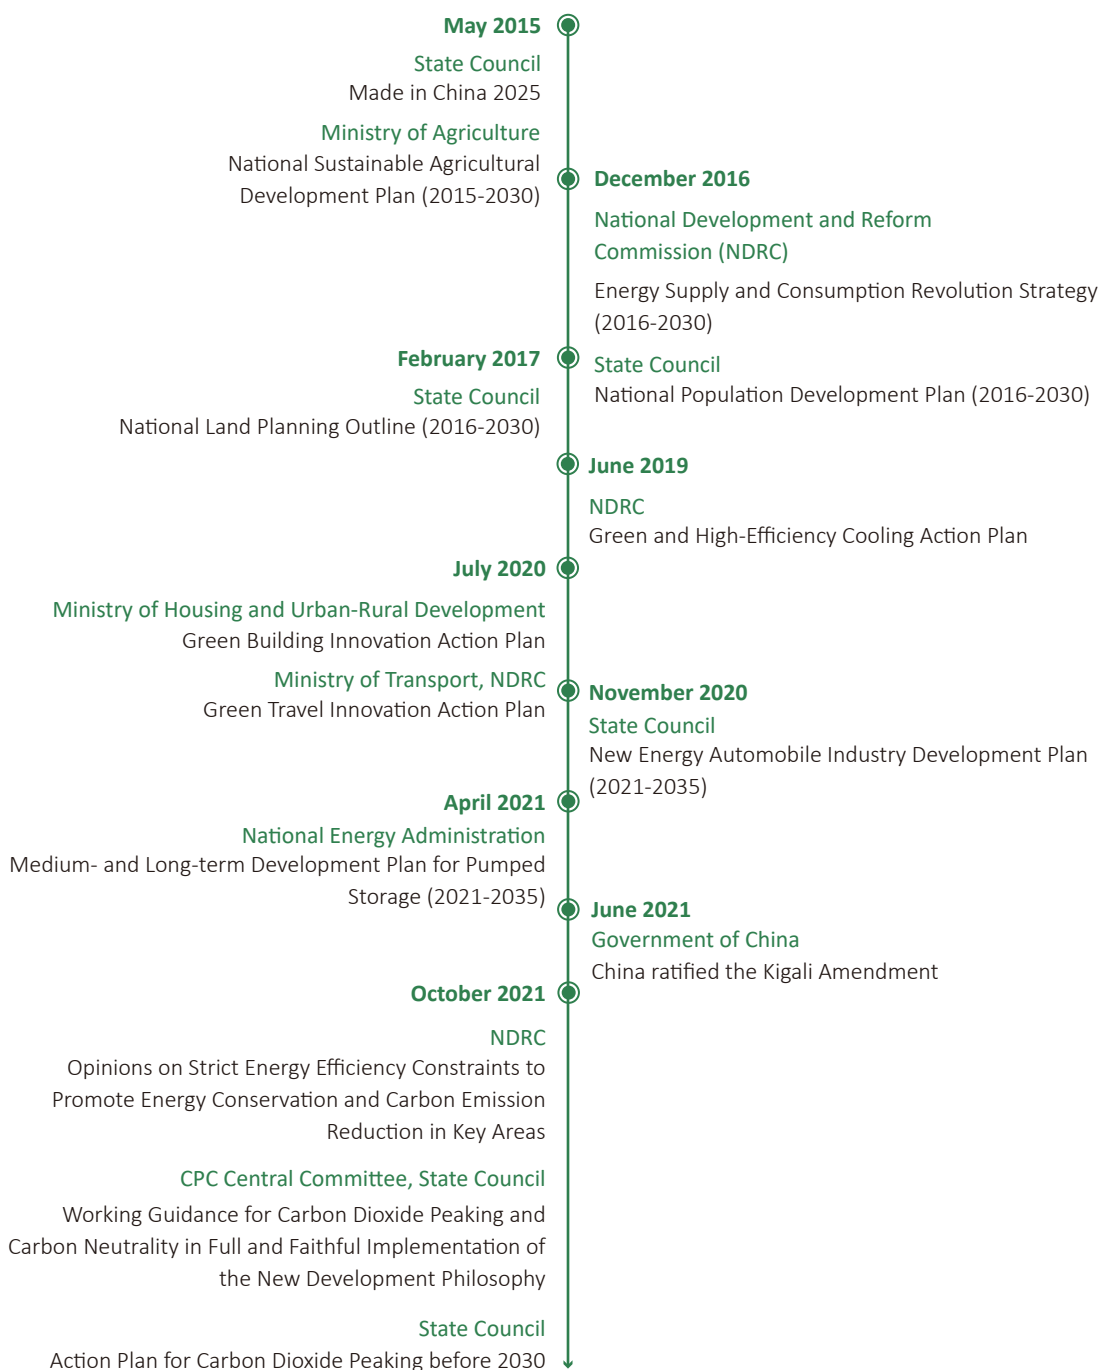 May 2015
State Council
Made in China 2025
Ministry of Agriculture
National Sustainable Agricultural
Development Plan (2015-2030)
December 2016
National Development and Reform
Commission (NDRC)
Energy Supply and Consumption Revolution Strategy
(2016-2030)
State Council
National Population Development Plan (2016-2030)
February 2017
State Council
National Land Planning Outline (2016-2030)
June 2019
NDRC
Green and High-Efficiency Cooling Action Plan
July 2020
Ministry of Housing and Urban-Rural Development
Green Building Innovation Action Plan
Ministry of Transport, NDRC
Green Travel Innovation Action Plan
November 2020
State Council
New Energy Automobile Industry Development Plan
(2021-2035)
April 2021
National Energy Administration
Medium- and Long-term Development Plan for Pumped
Storage (2021-2035)
June 2021
Government of China
China ratified the Kigali Amendment
October 2021
NDRC
Opinions on Strict Energy Efficiency Constraints to
Promote Energy Conservation and Carbon Emission
Reduction in Key Areas
CPC Central Committee, State Council
Working Guidance for Carbon Dioxide Peaking and
Carbon Neutrality in Full and Faithful Implementation of
the New Development Philosophy
State Council
Action Plan for Carbon Dioxide Peaking before 2030